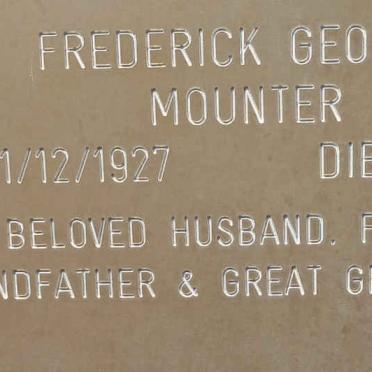 FREDERICK GEO
MOUNTER
1/12/1927 DIE
BELOVED HUSBAND, F
NDFATHER & GREAT G